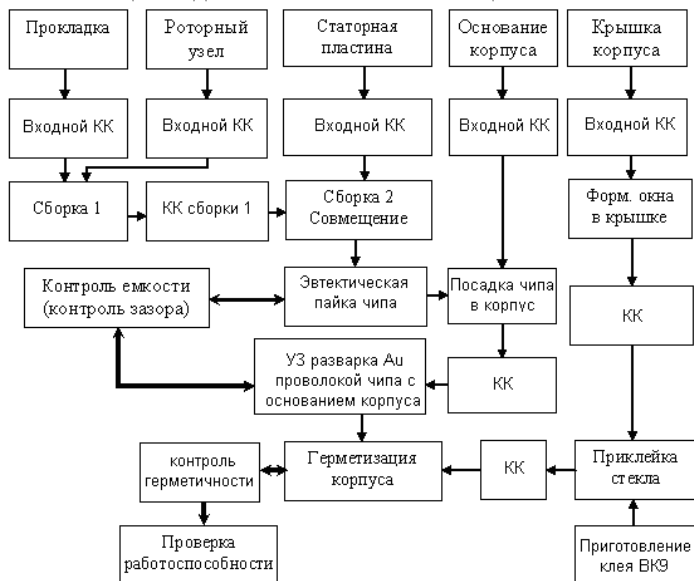 Прокладка
Роторный
узел
Статорная
пластина
Основание
корпуса
Крышка
корпуса
Входной КК
Входной КК
Входной КК
Входной КК
Входной КК
Сборка 1
КК сборки 1
Сборка 2
Совмещение
Форм. окна
в крышке
Контроль емкости
(контроль зазора)
Эвтектическая
пайка чипа
Посадка чипа
в корпус
КК
УЗ разварка Au
проволокой чипа с
основанием корпуса
КК
контроль
герметичности
Герметизация
корпуса
КК
Приклейка
стекла
Проверка
работоспособности
Приготовление
клея ВК9